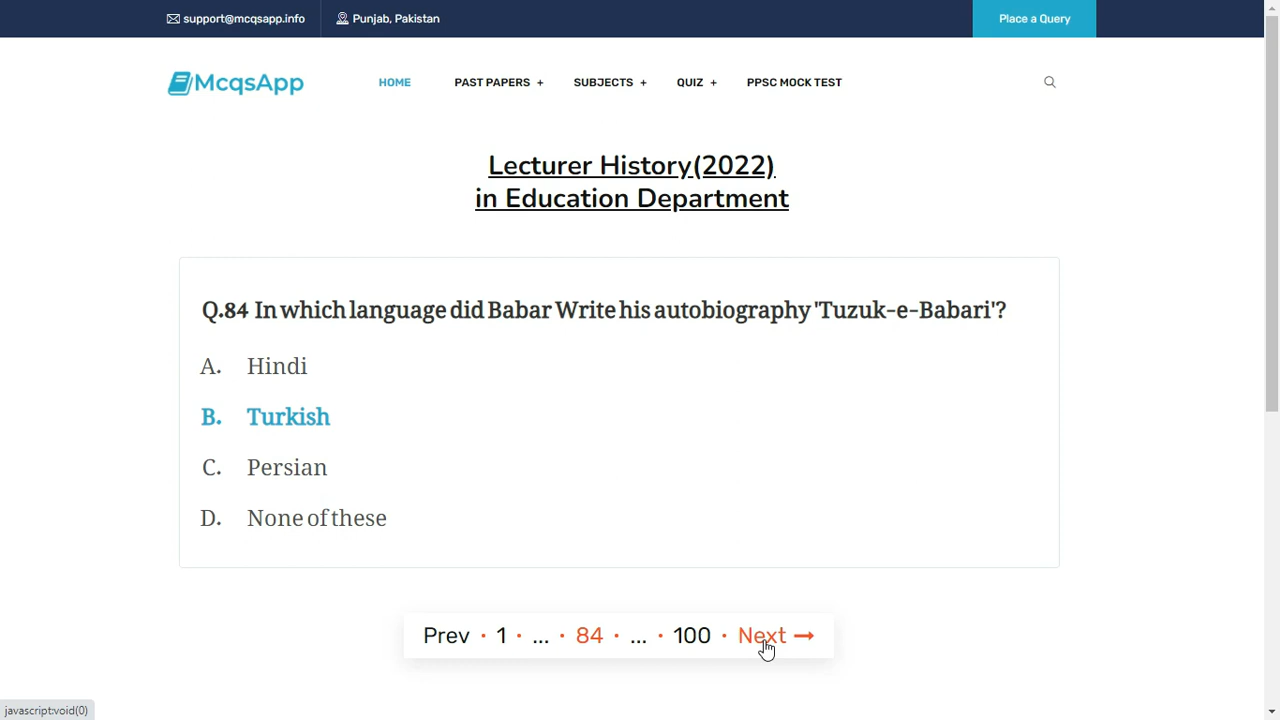 support@mcqsapp.info
Punjab, Pakistan
Place a Query
McqsApp
HOME
PAST PAPERS +
SUBJECTS +
QUIZ +
PPSC MOCK TEST
Lecturer History(2022)
in Education Department
Q.84 In which language did Babar Write his autobiography 'Tuzuk-e-Babari'?
A. Hindi
B. Turkish
C. Persian
D. None of these
Prev · 1 · ... · 84 · ... · 100 · Next →
javascript:void(0)